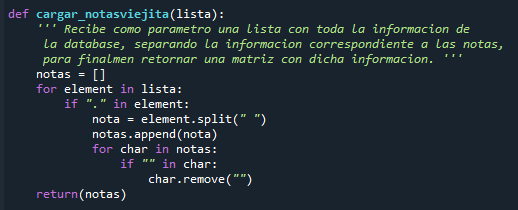 def cargar_notasviejita(lista):
    ''' Recibe como parametro una lista con toda la informacion de
     la database, separando la informacion correspondiente a las notas,
     para finalmen retornar una matriz con dicha informacion. '''
    notas = []
    for element in lista:
        if "." in element:
            nota = element.split(" ")
            notas.append(nota)
            for char in notas:
                if "" in char:
                    char.remove("")
    return(notas)